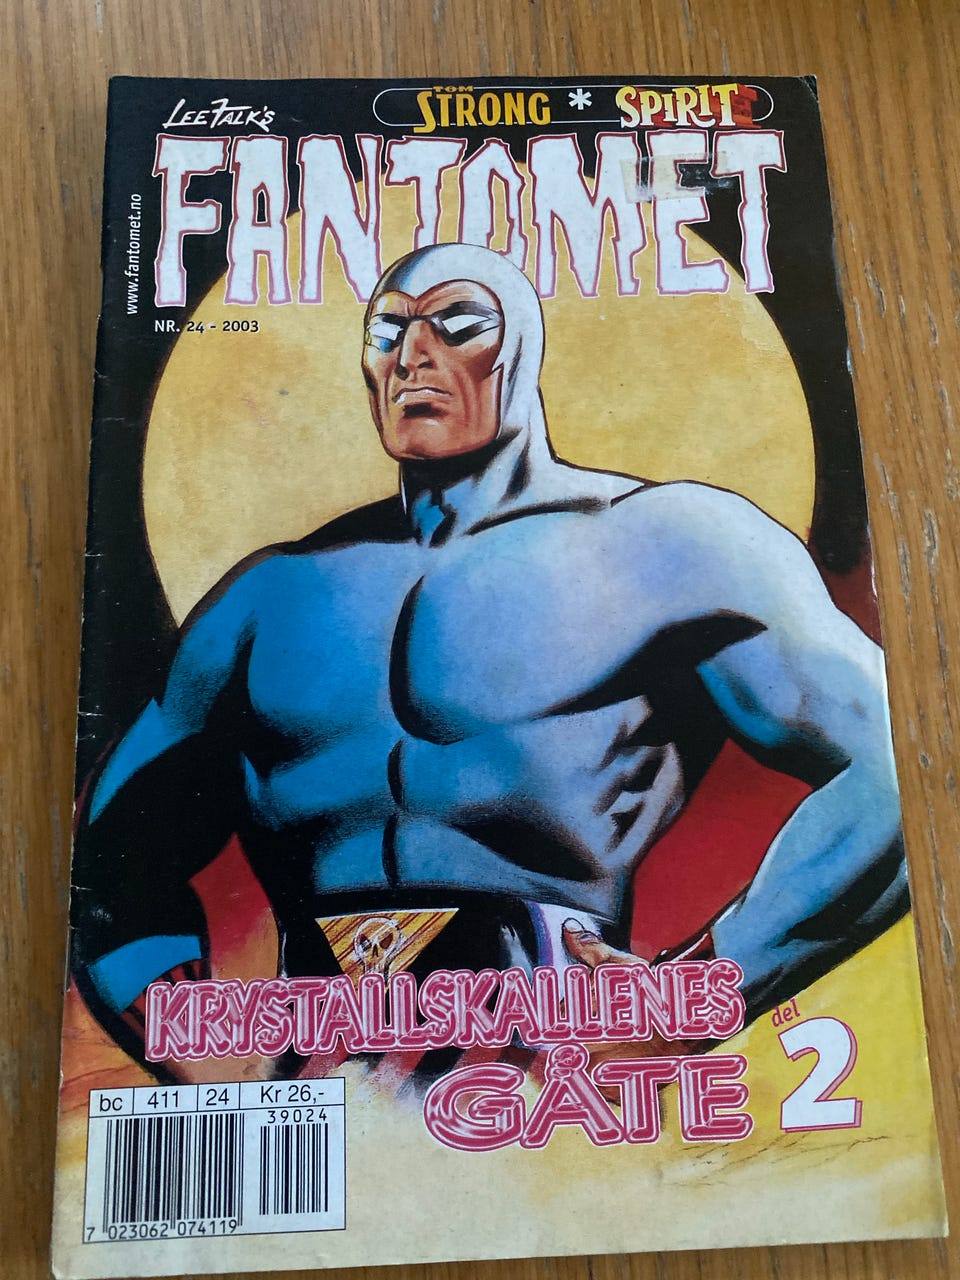 LEE FALK'S
TOM
STRONG * SPIRIT
FANTOMET
www.fantomet.no
NR. 24 - 2003
KRYSTALLSKALLENES
GÅTE
del
2
bc 411 24 Kr 26,-
39024
7 023062 074119